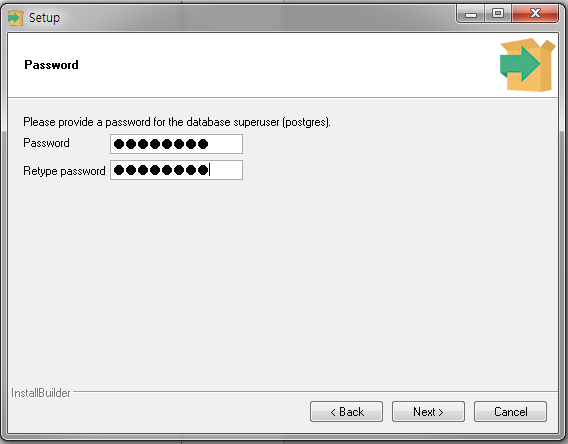 Setup
Password
Please provide a password for the database superuser (postgres).
Password ●●●●●●●●
Retype password ●●●●●●●●
InstallBuilder
< Back Next > Cancel